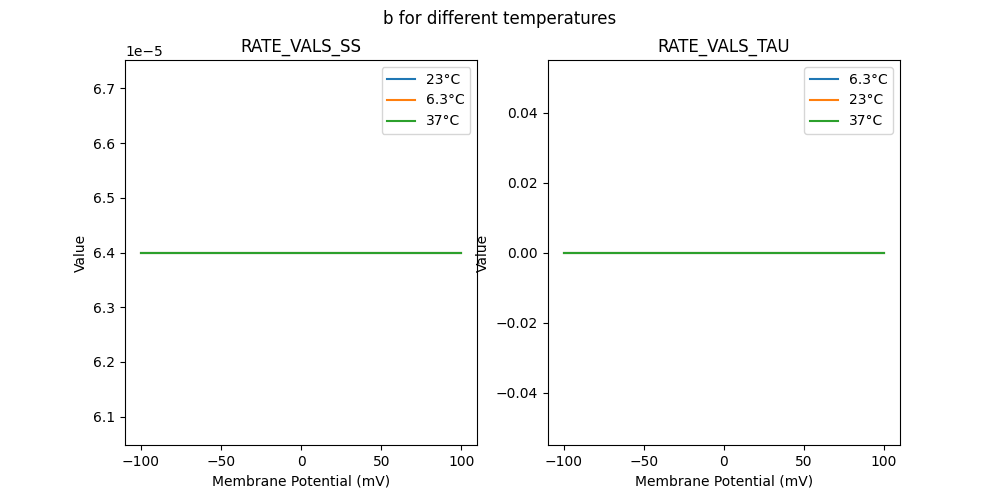 b for different temperatures
RATE_VALS_SS
1e−5
6.7
6.6
6.5
6.4
6.3
6.2
6.1
Value
−100
−50
0
50
100
Membrane Potential (mV)
23°C
6.3°C
37°C
RATE_VALS_TAU
0.04
0.02
0.00
−0.02
−0.04
Value
−100
−50
0
50
100
Membrane Potential (mV)
6.3°C
23°C
37°C